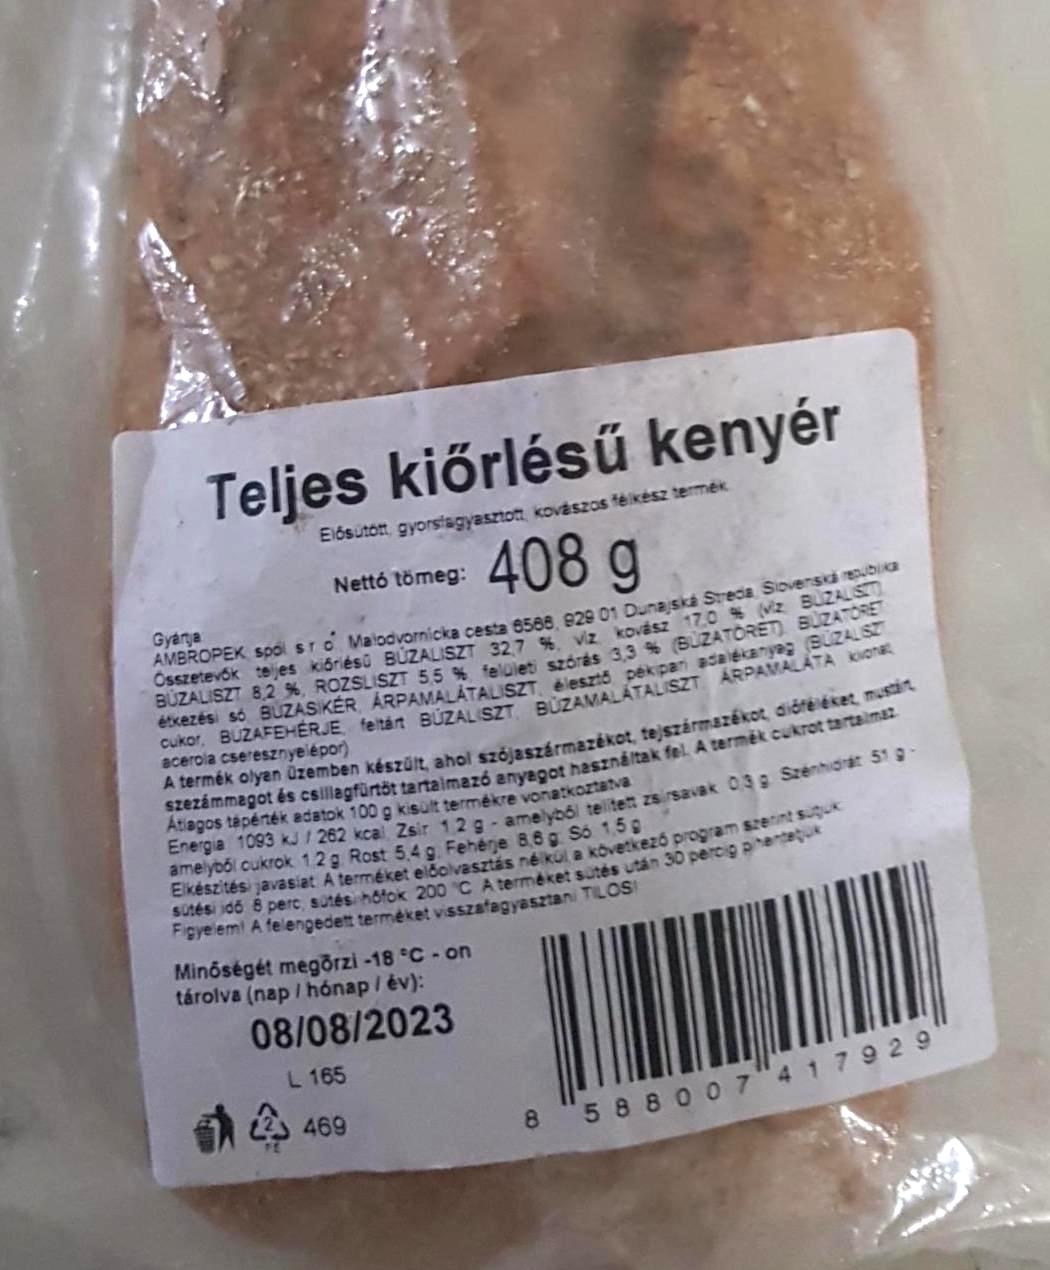 Teljes kiőrlésű kenyér
Elősütött, gyorsfagyasztott, kovászos félkész termék.
Nettó tömeg: 408 g
Gyártja
AMBROPEK, spol. s r. o., Malodvornícka cesta 6566, 929 01 Dunajská Streda, Slovenská republika
Összetevők: teljes kiőrlésű BÚZALISZT 32,7 %, víz, kovász 17,0 % (víz, BÚZALISZT),
BÚZALISZT 8,2 %, ROZSLISZT 5,5 %, felületi szórás 3,3 % (BÚZATÖRET), BÚZATÖRET,
étkezési só, BÚZASIKÉR, ÁRPAMALÁTALISZT, élesztő, pékipari adalékanyag (BÚZALISZT,
cukor, BÚZAFEHÉRJE, feltárt BÚZALISZT, BÚZAMALÁTALISZT, ÁRPAMALÁTA kivonat,
acerola cseresznyelépor)
A termék olyan üzemben készült, ahol szójaszármazékot, tejszármazékot, dióféléket, mustárt,
szezámmagot és csillagfürtöt tartalmazó anyagot használtak fel. A termék cukrot tartalmaz.
Átlagos tápérték adatok 100 g kisült termékre vonatkoztatva:
Energia: 1093 kJ / 262 kcal, Zsír: 1,2 g - amelyből telített zsírsavak: 0,3 g, Szénhidrát: 51 g -
amelyből cukrok: 1,2 g, Rost: 5,4 g, Fehérje: 8,6 g, Só: 1,5 g
Elkészítési javaslat: A terméket előolvasztás nélkül a következő program szerint sütjük:
sütési idő: 8 perc, sütési hőfok: 200 °C. A terméket sütés után 30 percig pihentetjük.
Figyelem! A felengedett terméket visszafagyasztani TILOS!
Minőségét megőrzi -18 °C - on
tárolva (nap / hónap / év):
08/08/2023
L 165
2
PE
469
8 588007 417929